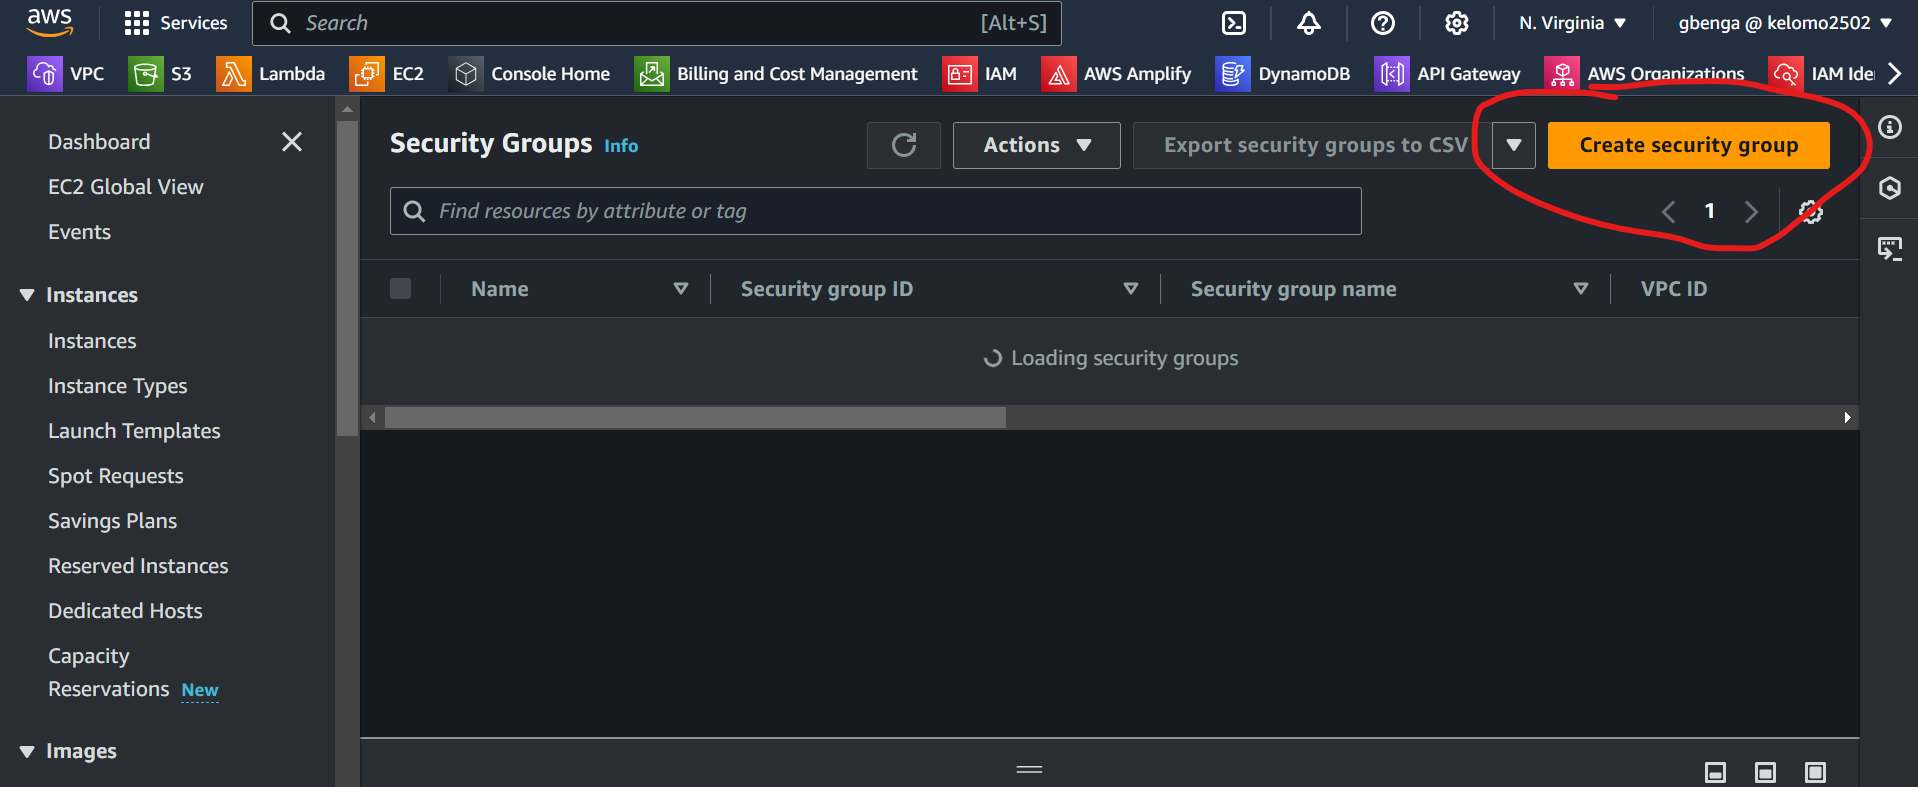 aws Services Search [Alt+S] N. Virginia gbenga @ kelomo2502
VPC S3 Lambda EC2 Console Home Billing and Cost Management IAM AWS Amplify DynamoDB API Gateway AWS Organizations IAM Ide
Dashboard
EC2 Global View
Events
Instances
Instances
Instance Types
Launch Templates
Spot Requests
Savings Plans
Reserved Instances
Dedicated Hosts
Capacity
Reservations New
Images
Security Groups Info Actions Export security groups to CSV Create security group
Find resources by attribute or tag 1
Name Security group ID Security group name VPC ID
Loading security groups